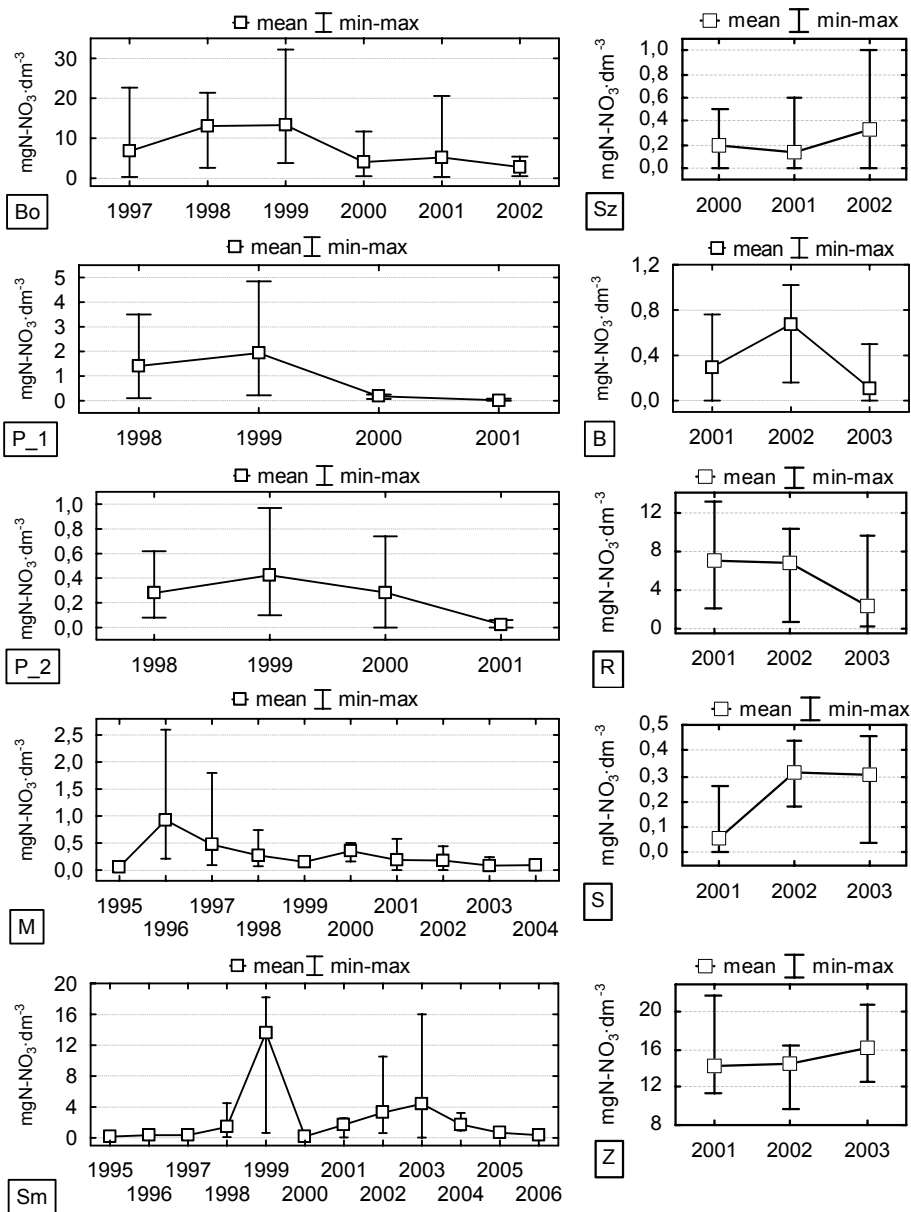 mean min-max
mgN-NO₃·dm⁻³
30
20
10
0
1997 1998 1999 2000 2001 2002
Bo
mean min-max
mgN-NO₃·dm⁻³
1,0
0,8
0,6
0,4
0,2
0,0
2000 2001 2002
Sz
mean min-max
mgN-NO₃·dm⁻³
5
4
3
2
1
0
1998 1999 2000 2001
P_1
mean min-max
mgN-NO₃·dm⁻³
1,2
0,8
0,4
0,0
2001 2002 2003
B
mean min-max
mgN-NO₃·dm⁻³
1,0
0,8
0,6
0,4
0,2
0,0
1998 1999 2000 2001
P_2
mean min-max
mgN-NO₃·dm⁻³
12
8
4
0
2001 2002 2003
R
mean min-max
mgN-NO₃·dm⁻³
2,5
2,0
1,5
1,0
0,5
0,0
1995 1997 1999 2001 2003
1996 1998 2000 2002 2004
M
mean min-max
mgN-NO₃·dm⁻³
0,5
0,4
0,3
0,2
0,1
0,0
2001 2002 2003
S
mean min-max
mgN-NO₃·dm⁻³
20
16
12
8
4
0
1995 1997 1999 2001 2003 2005
1996 1998 2000 2002 2004 2006
Sm
mean min-max
mgN-NO₃·dm⁻³
20
16
12
8
2001 2002 2003
Z